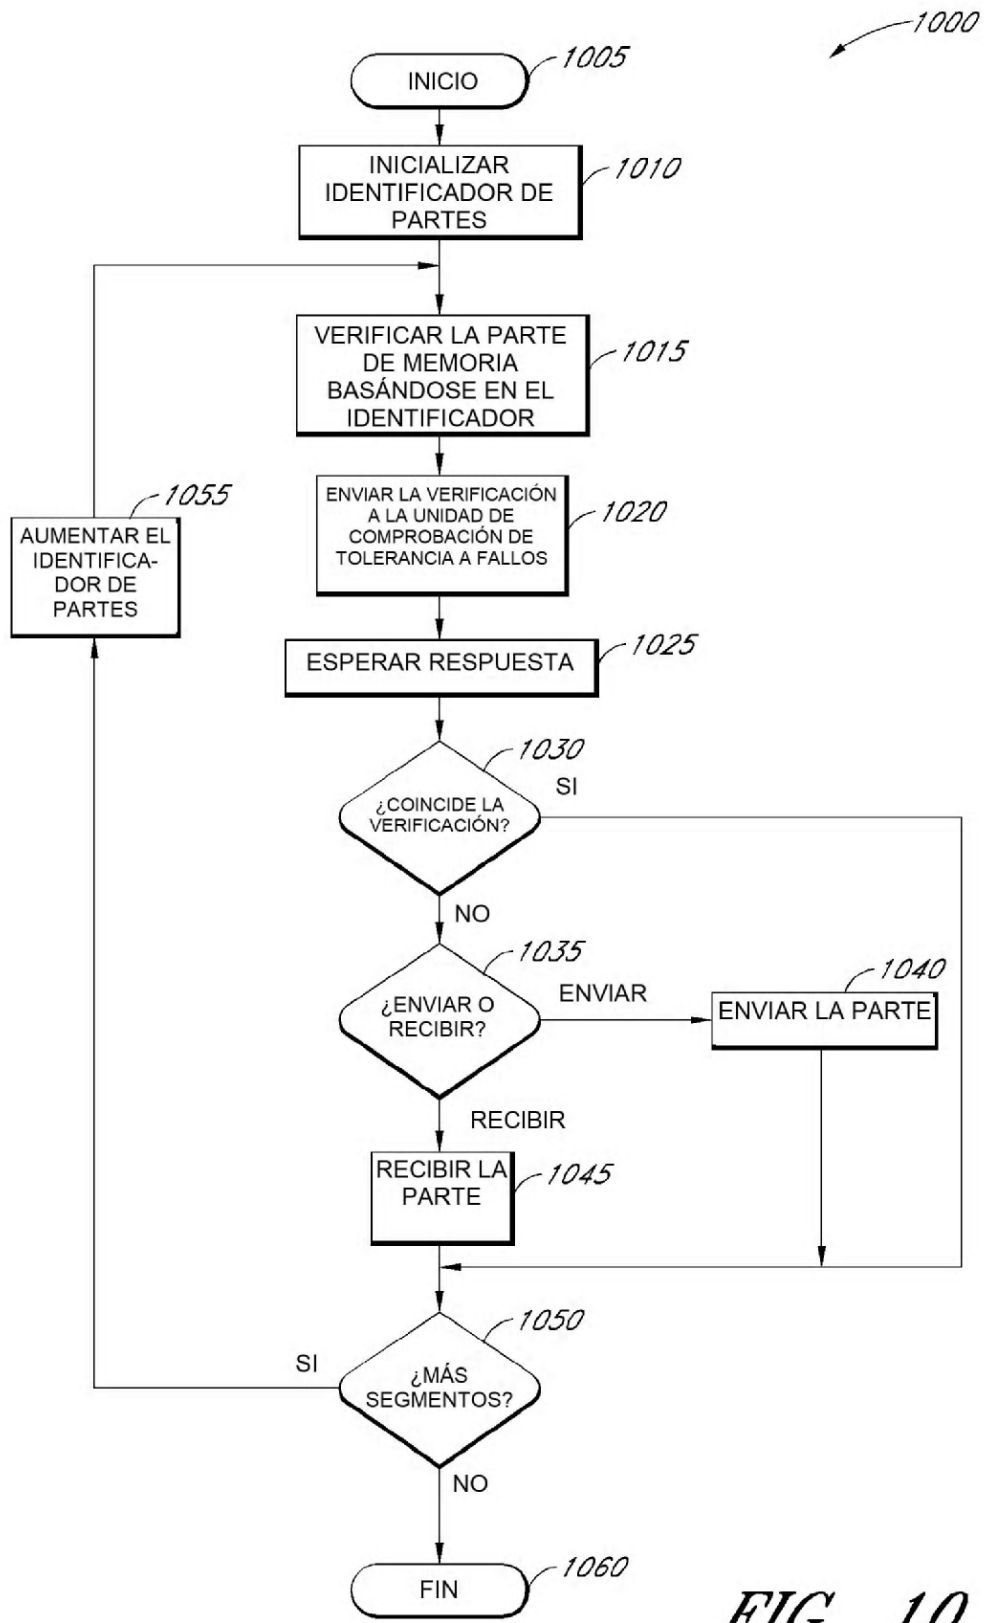 1000
INICIO
1005
INICIALIZAR
IDENTIFICADOR DE
PARTES
1010
VERIFICAR LA PARTE
DE MEMORIA
BASÁNDOSE EN EL
IDENTIFICADOR
1015
ENVIAR LA VERIFICACIÓN
A LA UNIDAD DE
COMPROBACIÓN DE
TOLERANCIA A FALLOS
1020
1055
AUMENTAR EL
IDENTIFICA-
DOR DE
PARTES
ESPERAR RESPUESTA
1025
1030
SI
¿COINCIDE LA
VERIFICACIÓN?
NO
1035
¿ENVIAR O
RECIBIR?
ENVIAR
1040
ENVIAR LA PARTE
RECIBIR
RECIBIR LA
PARTE
1045
1050
SI
¿MÁS
SEGMENTOS?
NO
FIN
1060
FIG. 10